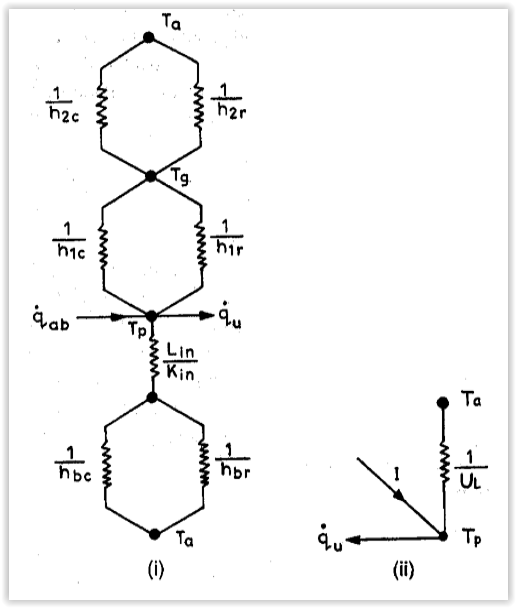 Ta
1/h2c
1/h2r
Tg.
1/h1c
1/h1r
q̇ab
Tp
q̇u
Lin/Kin
1/hbc
1/hbr
Ta
(i)
Ta
I
1/UL
q̇u
Tp
(ii)